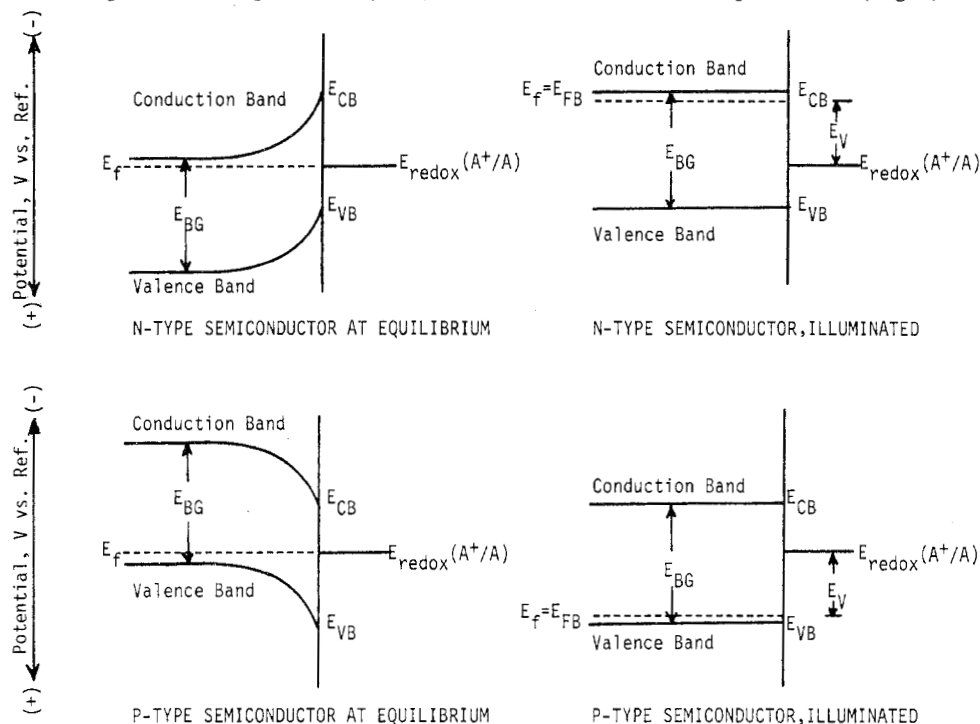 (+) Potential, V vs. Ref. (-)
Conduction Band
E_CB
E_f
E_redox(A⁺/A)
E_BG
E_VB
Valence Band
N-TYPE SEMICONDUCTOR AT EQUILIBRIUM
Conduction Band
E_f=E_FB
E_CB
E_V
E_BG
E_redox(A⁺/A)
E_VB
Valence Band
N-TYPE SEMICONDUCTOR,ILLUMINATED
(+) Potential, V vs. Ref. (-)
Conduction Band
E_BG
E_CB
E_f
E_redox(A⁺/A)
Valence Band
E_VB
P-TYPE SEMICONDUCTOR AT EQUILIBRIUM
Conduction Band
E_CB
E_redox(A⁺/A)
E_BG
E_V
E_f=E_FB
E_VB
Valence Band
P-TYPE SEMICONDUCTOR,ILLUMINATED